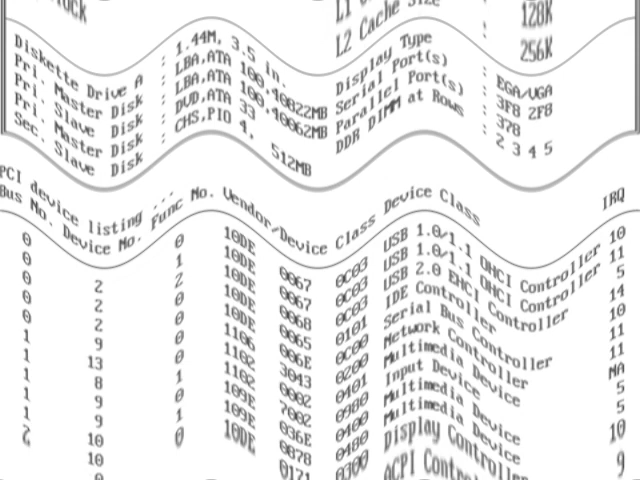 L1 Cache Size : 128K
L2 Cache Size : 256K
Diskette Drive A : 1.44M, 3.5 in. Display Type : EGA/VGA
Pri. Master Disk : LBA,ATA 100,40822MB Serial Port(s) : 3F8 2F8
Pri. Slave Disk : LBA,ATA 100,40062MB Parallel Port(s) : 378
Master Disk : DVD,ATA 33 DDR DIMM at Rows : 2 3 4 5
Sec. Slave Disk : CHS,PIO 4, 512MB
PCI device listing ...
Bus No. Device No. Func No. Vendor/Device Class Device Class IRQ
0 2 0 10DE 0067 0C03 USB 1.0/1.1 OHCI Controller 10
0 2 1 10DE 0067 0C03 USB 1.0/1.1 OHCI Controller 11
0 2 2 10DE 0068 0C03 USB 2.0 EHCI Controller 5
0 9 0 10DE 0065 0101 IDE Controller 14
0 13 0 10DE 006E 0C00 Serial Bus Controller 10
1 8 0 1106 3043 0200 Network Controller 11
1 9 0 1102 0002 0401 Multimedia Device 11
1 9 1 1102 7002 0980 Input Device NA
1 10 0 109E 036E 0400 Multimedia Device 5
1 10 1 109E 0878 0480 Multimedia Device 5
2 0 0 10DE 0171 0300 Display Controller 10
ACPI 9